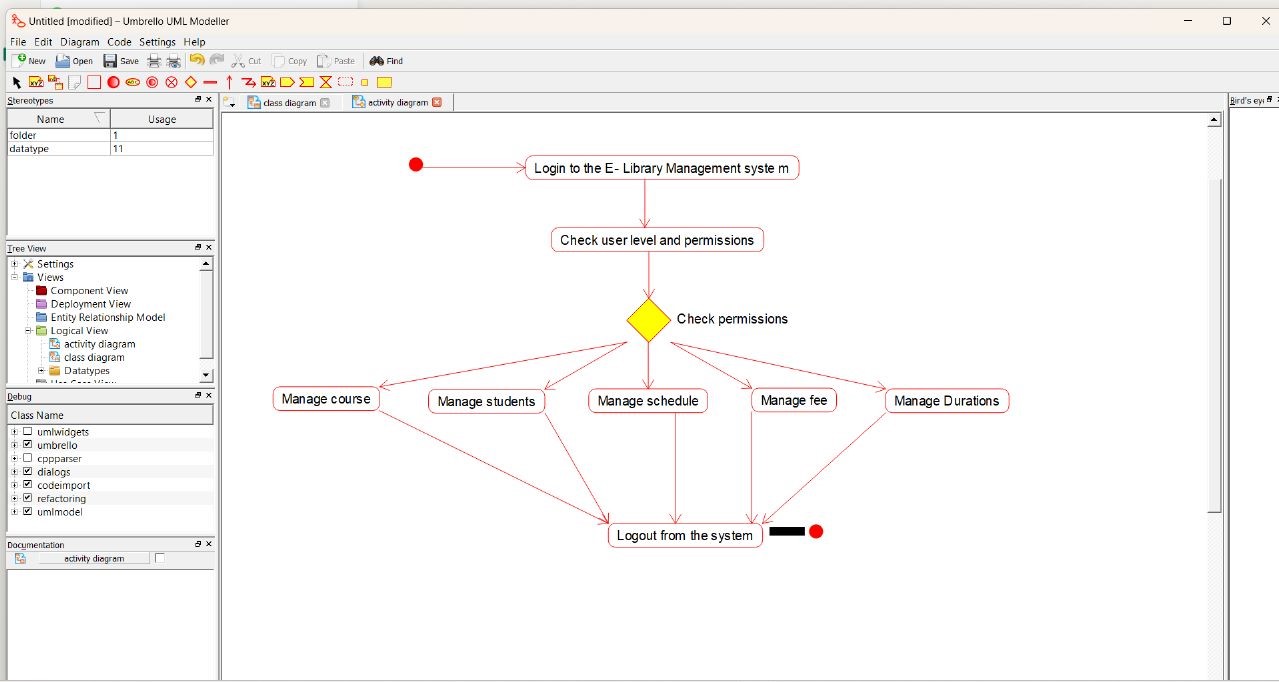 Untitled [modified] – Umbrello UML Modeller
File Edit Diagram Code Settings Help
New Open Save Cut Copy Paste Find
Stereotypes
Name Usage
folder 1
datatype 11
Tree View
Settings
Views
Component View
Deployment View
Entity Relationship Model
Logical View
activity diagram
class diagram
Datatypes
Debug
Class Name
umlwidgets
umbrello
cppparser
dialogs
codeimport
refactoring
umlmodel
Documentation
activity diagram
class diagram activity diagram
Bird's eye
Login to the E- Library Management syste m
Check user level and permissions
Check permissions
Manage course Manage students Manage schedule Manage fee Manage Durations
Logout from the system